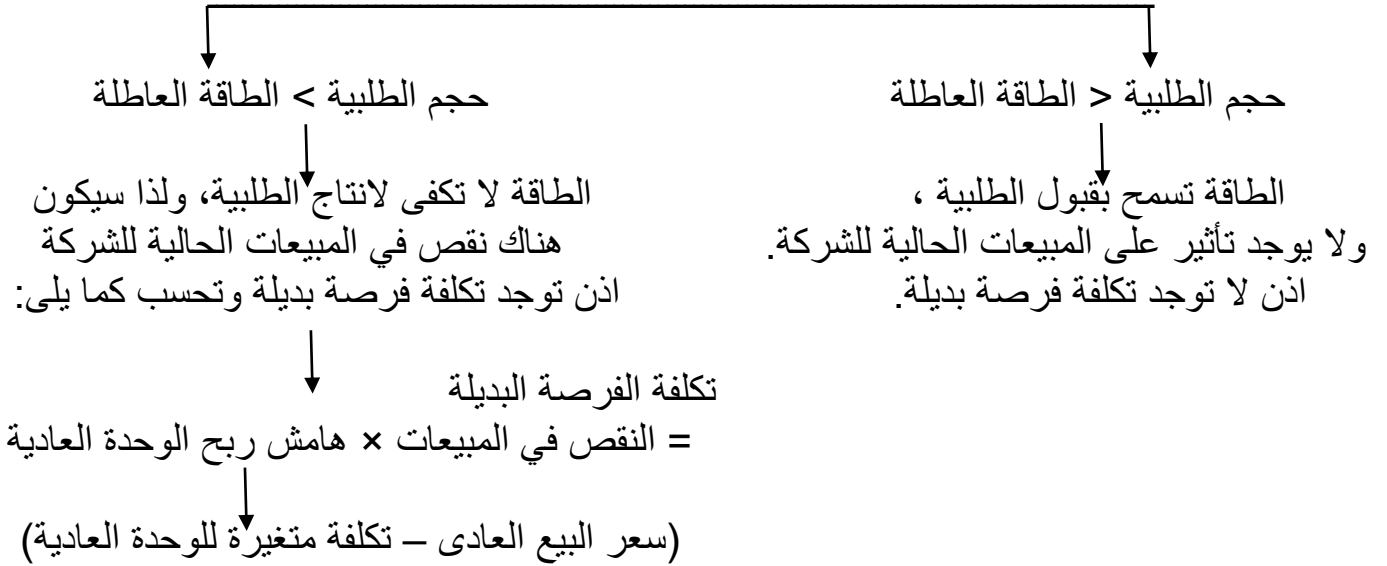 حجم الطلبية < الطاقة العاطلة
الطاقة تسمح بقبول الطلبية ،
ولا يوجد تأثير على المبيعات الحالية للشركة.
اذن لا توجد تكلفة فرصة بديلة.
حجم الطلبية > الطاقة العاطلة
الطاقة لا تكفى لانتاج الطلبية، ولذا سيكون
هناك نقص في المبيعات الحالية للشركة
اذن توجد تكلفة فرصة بديلة وتحسب كما يلى:
تكلفة الفرصة البديلة
= النقص في المبيعات × هامش ربح الوحدة العادية
(سعر البيع العادى – تكلفة متغيرة للوحدة العادية)